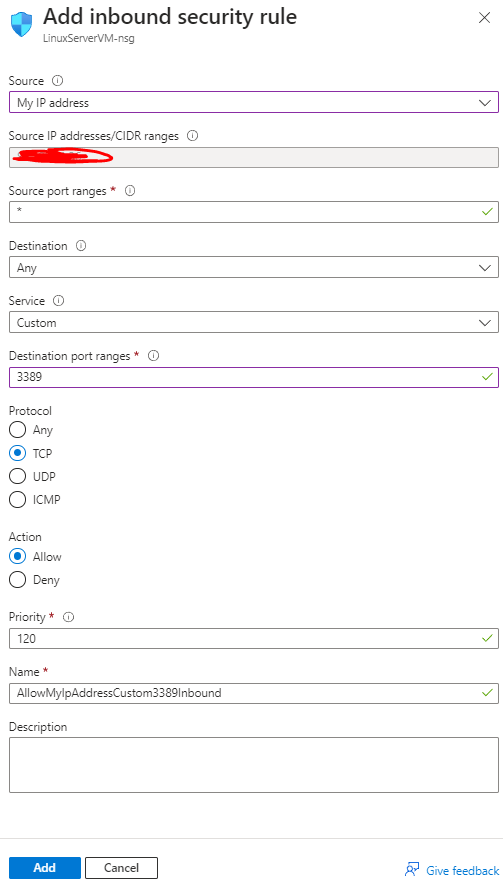 Add inbound security rule
LinuxServerVM-nsg
Source
My IP address
Source IP addresses/CIDR ranges
Source port ranges *
*
Destination
Any
Service
Custom
Destination port ranges *
3389
Protocol
Any
TCP
UDP
ICMP
Action
Allow
Deny
Priority *
120
Name *
AllowMyIpAddressCustom3389Inbound
Description
Add Cancel Give feedback